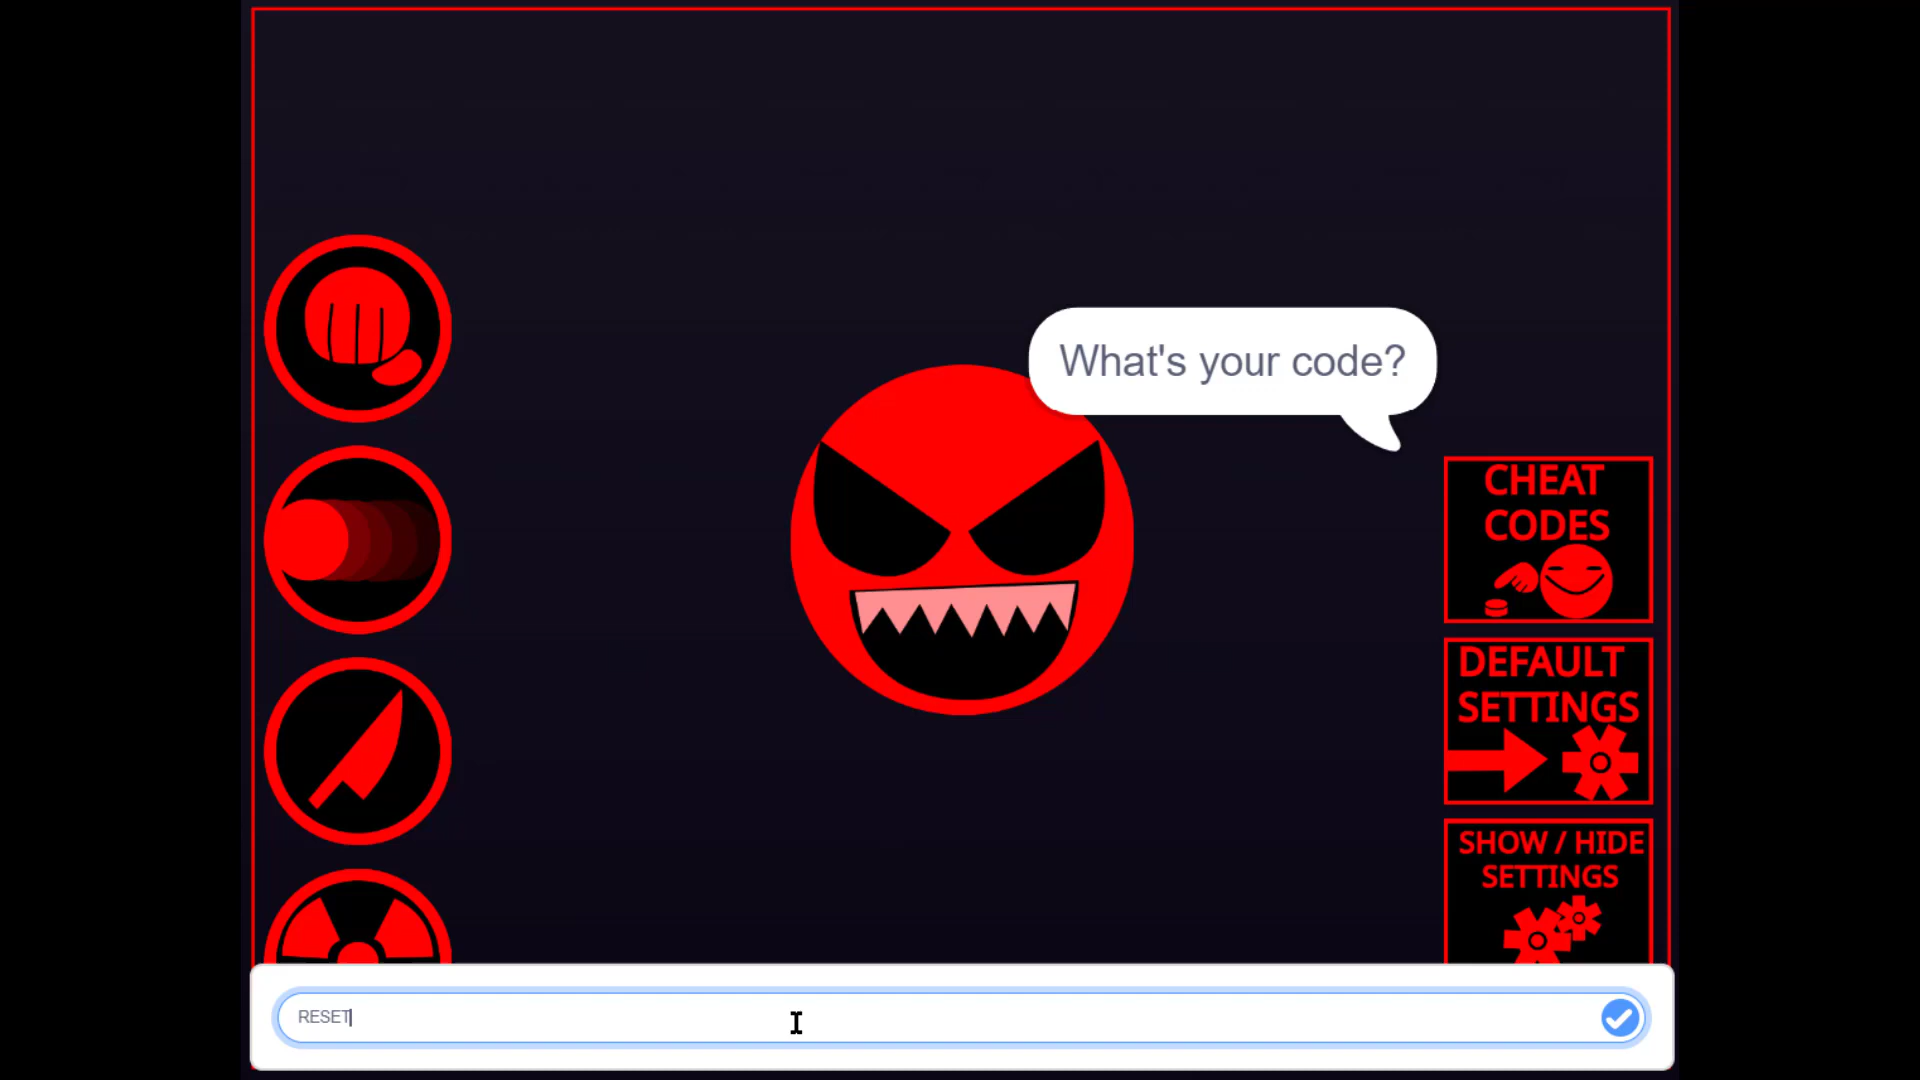 What's your code?
CHEAT
CODES
DEFAULT
SETTINGS
SHOW / HIDE
SETTINGS
RESET